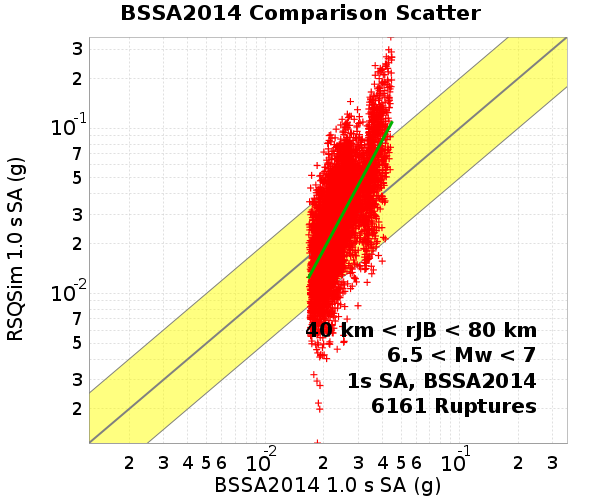 BSSA2014 Comparison Scatter
3
2
10-1
7
5
3
2
10-2
7
5
3
2
RSQSim 1.0 s SA (g)
40 km < rJB < 80 km
6.5 < Mw < 7
1s SA, BSSA2014
6161 Ruptures
2 3 4 5 6 10-2 2 3 4 5 6 10-1 2 3
BSSA2014 1.0 s SA (g)